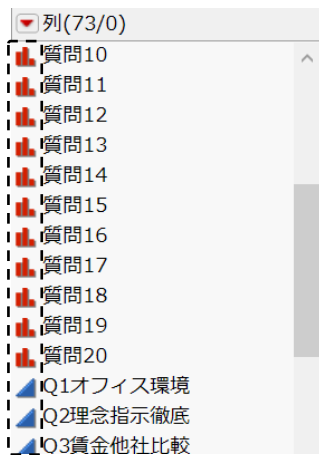 列(73/0)
質問10
質問11
質問12
質問13
質問14
質問15
質問16
質問17
質問18
質問19
質問20
Q1オフィス環境
Q2理念指示徹底
Q3賃金他社比較